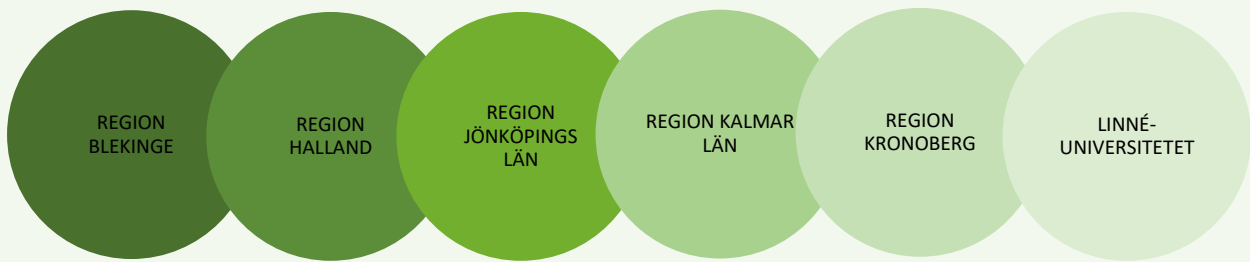 REGION
BLEKINGE
REGION
HALLAND
REGION
JÖNKÖPINGS
LÄN
REGION KALMAR
LÄN
REGION
KRONOBERG
LINNÉ-
UNIVERSITETET